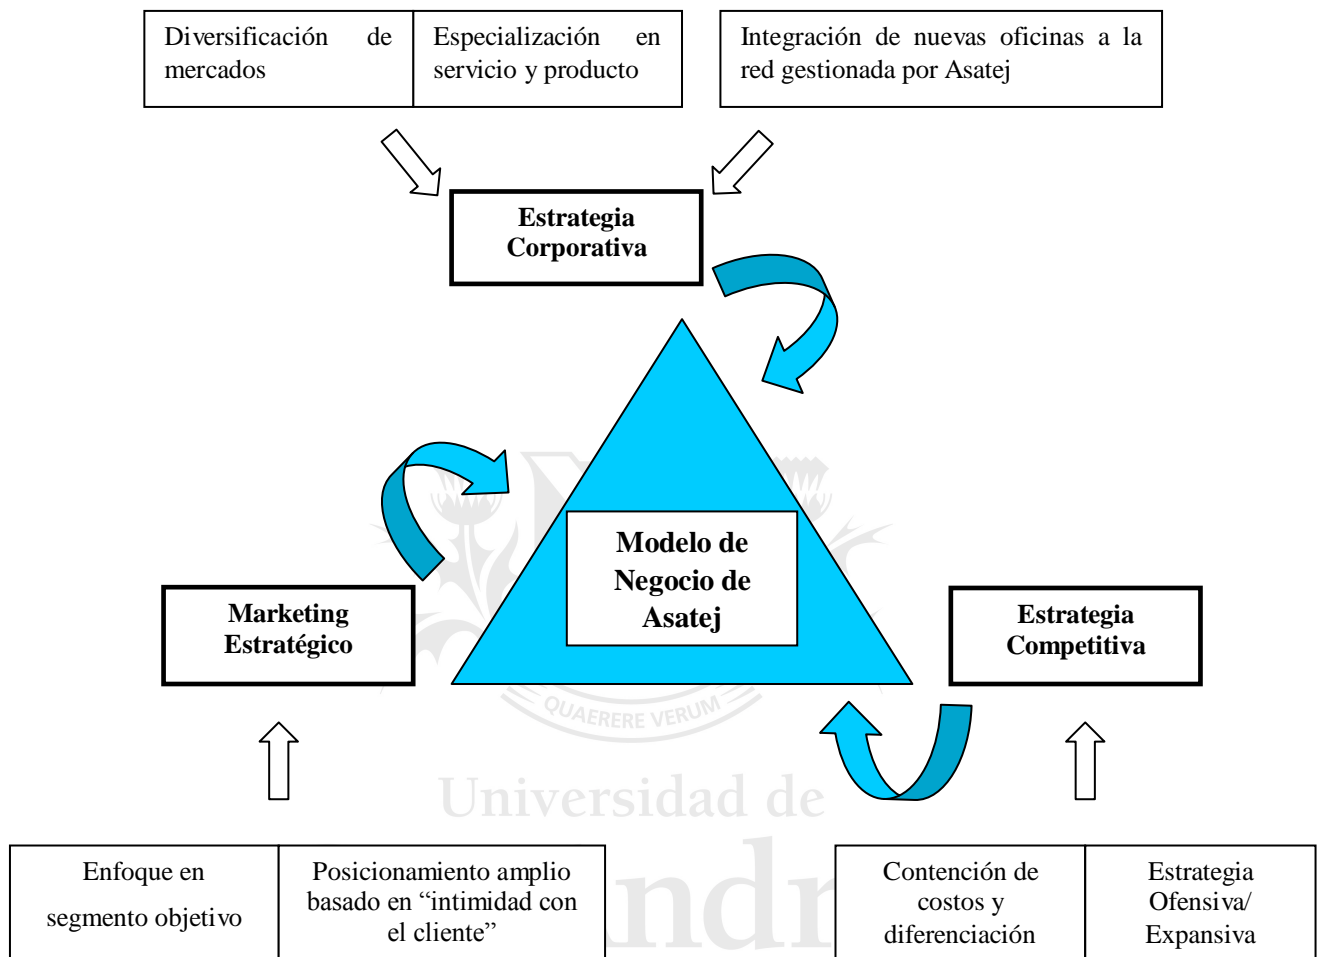 Diversificación de
mercados
Especialización en
servicio y producto
Integración de nuevas oficinas a la
red gestionada por Asatej
Estrategia
Corporativa
Modelo de
Negocio de
Asatej
Marketing
Estratégico
Estrategia
Competitiva
QUAERERE VERUM
Universidad de
Enfoque en
segmento objetivo
Posicionamiento amplio
basado en “intimidad con
el cliente”
Contención de
costos y
diferenciación
Estrategia
Ofensiva/
Expansiva